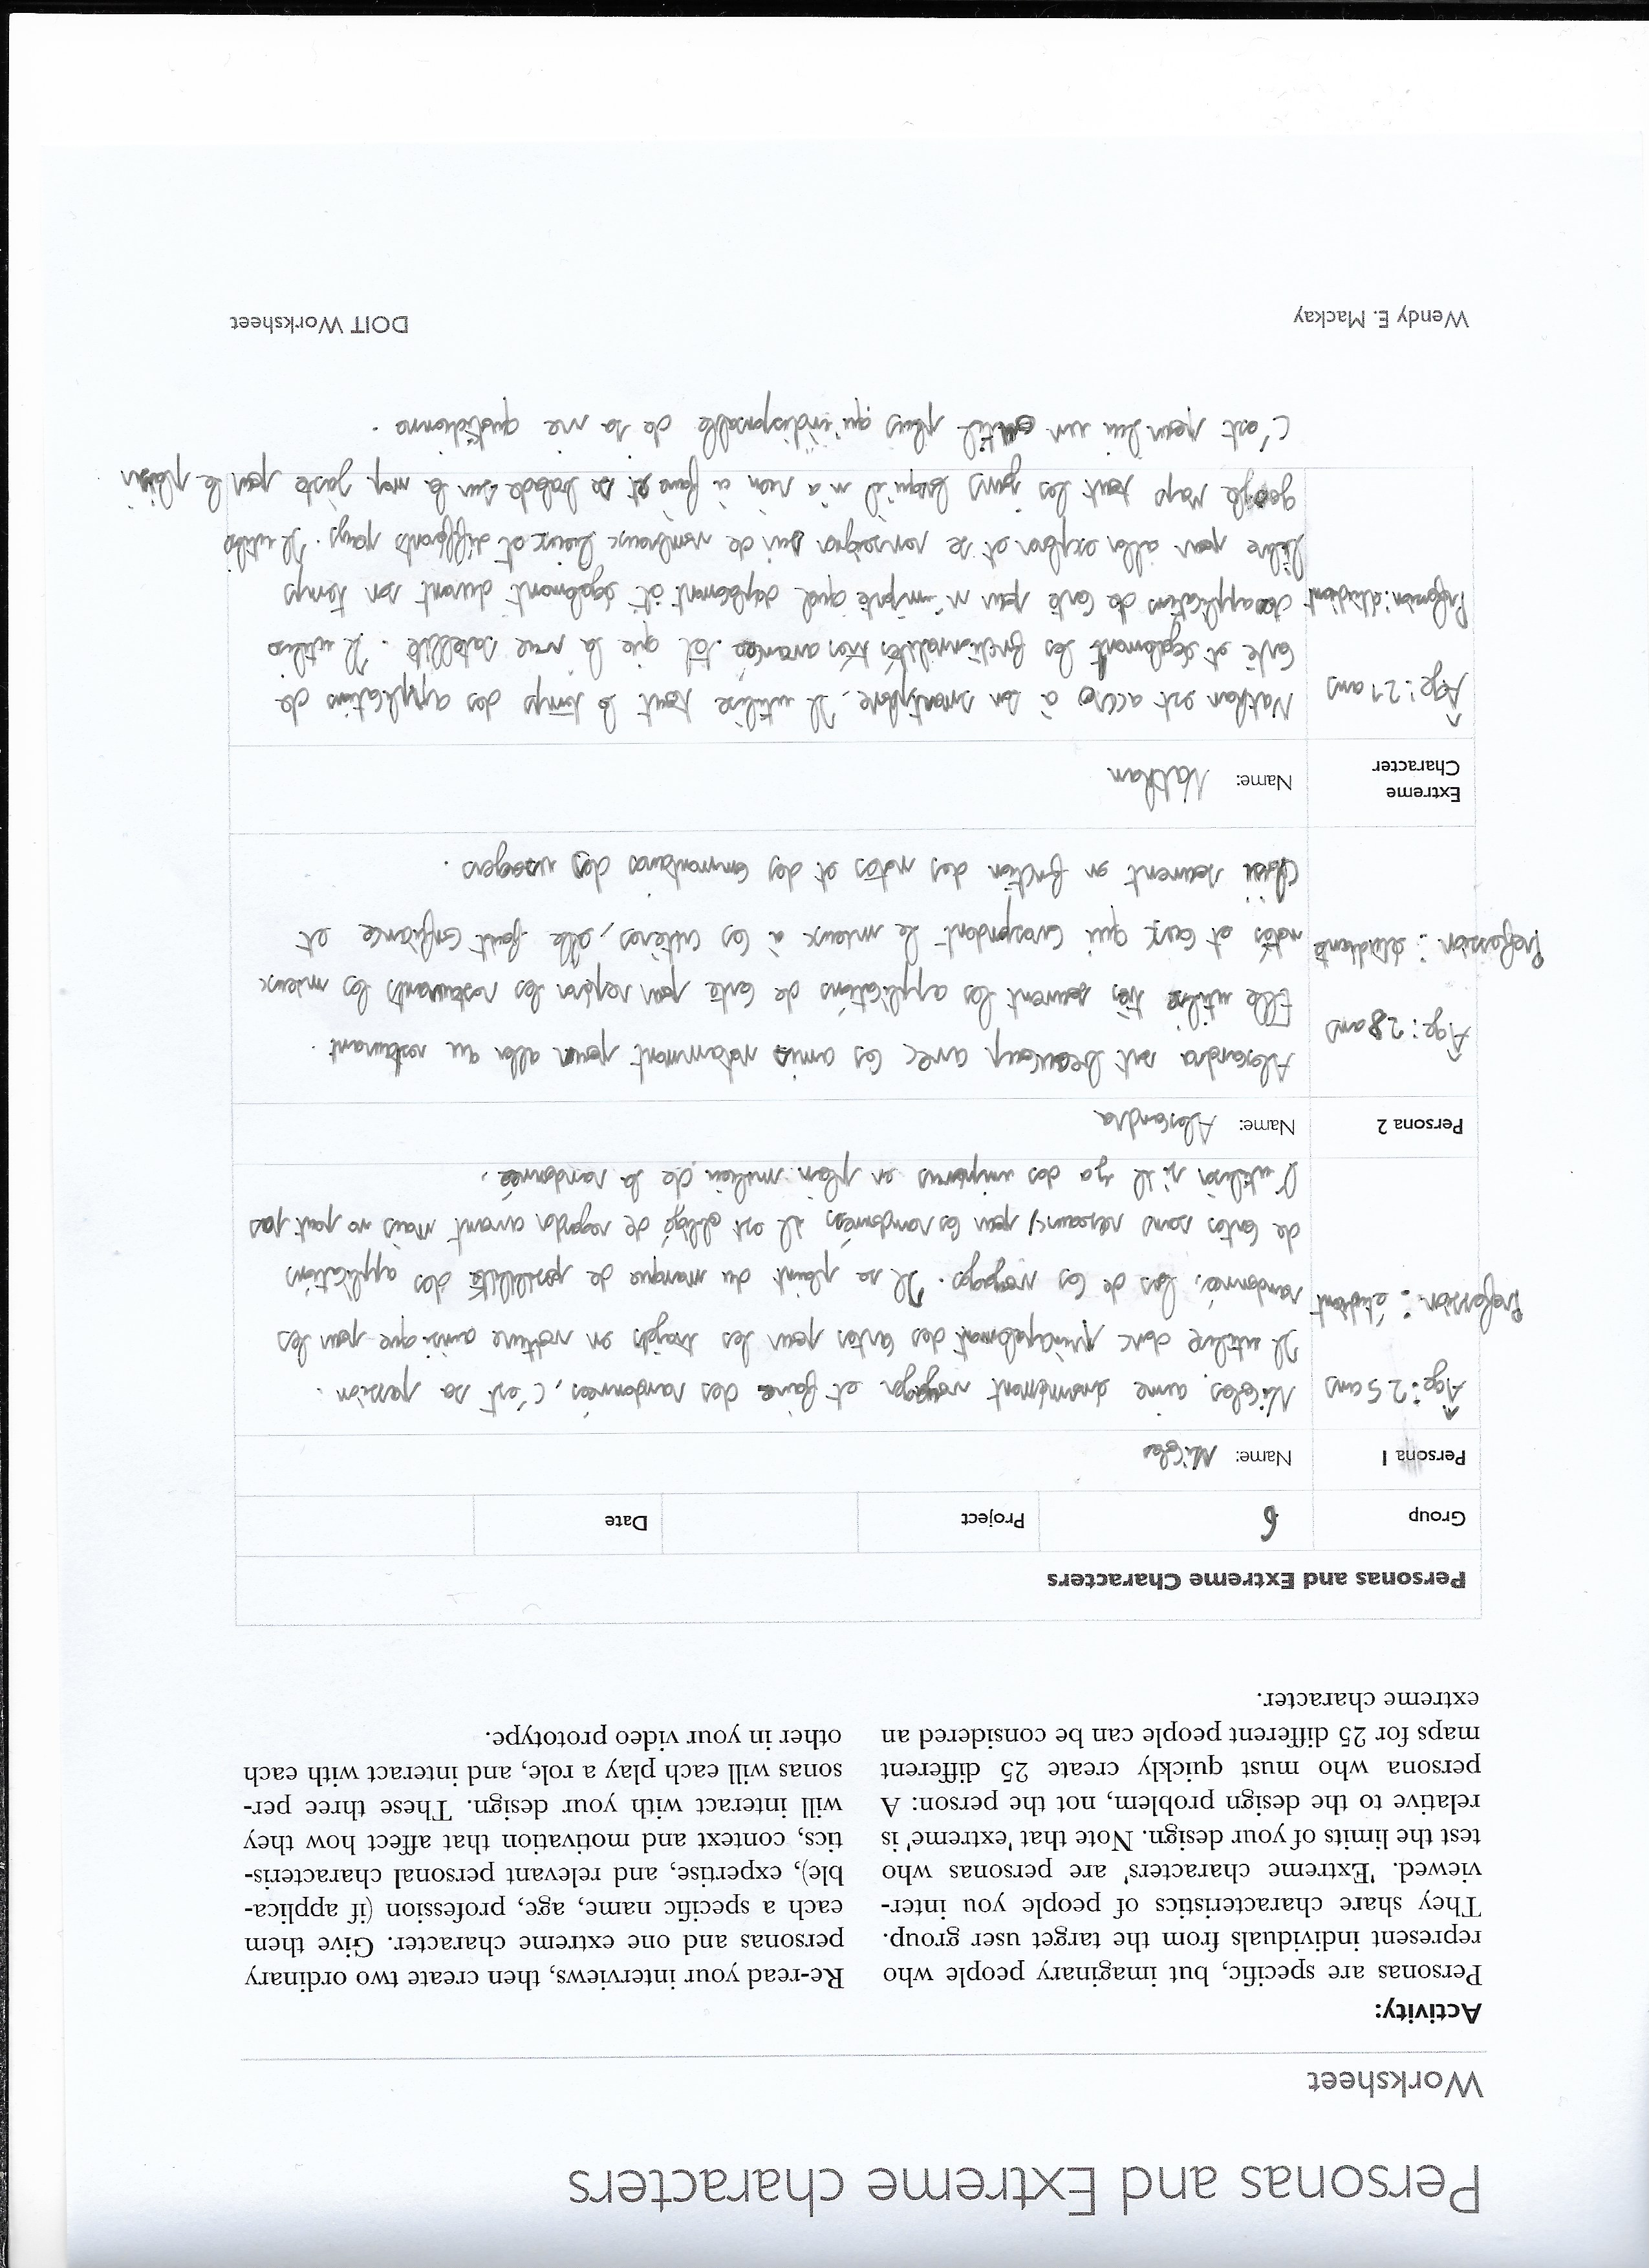 Personas and Extreme characters
Worksheet
Activity:
Personas are specific, but imaginary people who
represent individuals from the target user group.
They share characteristics of people you inter-
viewed. 'Extreme characters' are personas who
test the limits of your design. Note that 'extreme' is
relative to the design problem, not the person: A
persona who must quickly create 25 different
maps for 25 different people can be considered an
extreme character.
Re-read your interviews, then create two ordinary
personas and one extreme character. Give them
each a specific name, age, profession (if applica-
ble), expertise, and relevant personal characteris-
tics, context and motivation that affect how they
will interact with your design. These three per-
sonas will each play a role, and interact with each
other in your video prototype.
Personas and Extreme Characters
Group 6 Project Date
Persona 1 Name: Nicolas
Âge : 25 ans
Profession : étudiant
Nicolas aime énormément voyager et faire des randonnées, c'est sa passion.
Il utilise donc principalement des cartes pour les trajets en voiture ainsi que pour les
randonnées lors de ces voyages. Il se plaint du manque de possibilité des applications
de cartes sans réseaux, pour ces randonnées il est obligé de regarder avant mais ne peut pas
l'utiliser si il y a des imprévus en plein milieu de la randonnée.
Persona 2 Name: Alexandra
Âge : 28 ans
Profession : étudiante
Alexandra sort beaucoup avec ces amis notamment pour aller au restaurant.
Elle utilise très souvent les applications de carte pour repérer les restaurants les mieux
notés et ceux qui correspondent le mieux à ces critères, elle fait confiance et
choisi souvent en fonction des notes et des commentaires des usagers.
Extreme
Character
Name: Nathan
Âge : 21 ans
Profession : étudiant
Nathan est accro à son smartphone. Il utilise tout le temps des applications de
carte et également les fonctionnalités très avancée tel que la vue satellite. Il utilise
des applications de carte pour n'importe quel déplacement et également durant son temps
libre pour aller explorer et se renseigner sur de nombreux lieux et différents pays. Il utilise
google Maps tout les jours lorsqu'il n'a rien à faire et se balade sur la map juste pour le plaisir
c'est pour lui un outil plus qu'indispensable de sa vie quotidienne.
Wendy E. Mackay
DOIT Worksheet